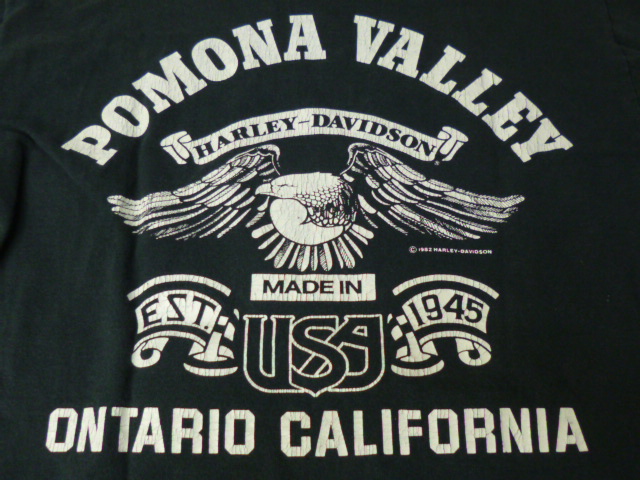 POMONA VALLEY
HARLEY-DAVIDSON
© 1982 HARLEY-DAVIDSON
MADE IN
EST. USA 1945
ONTARIO CALIFORNIA